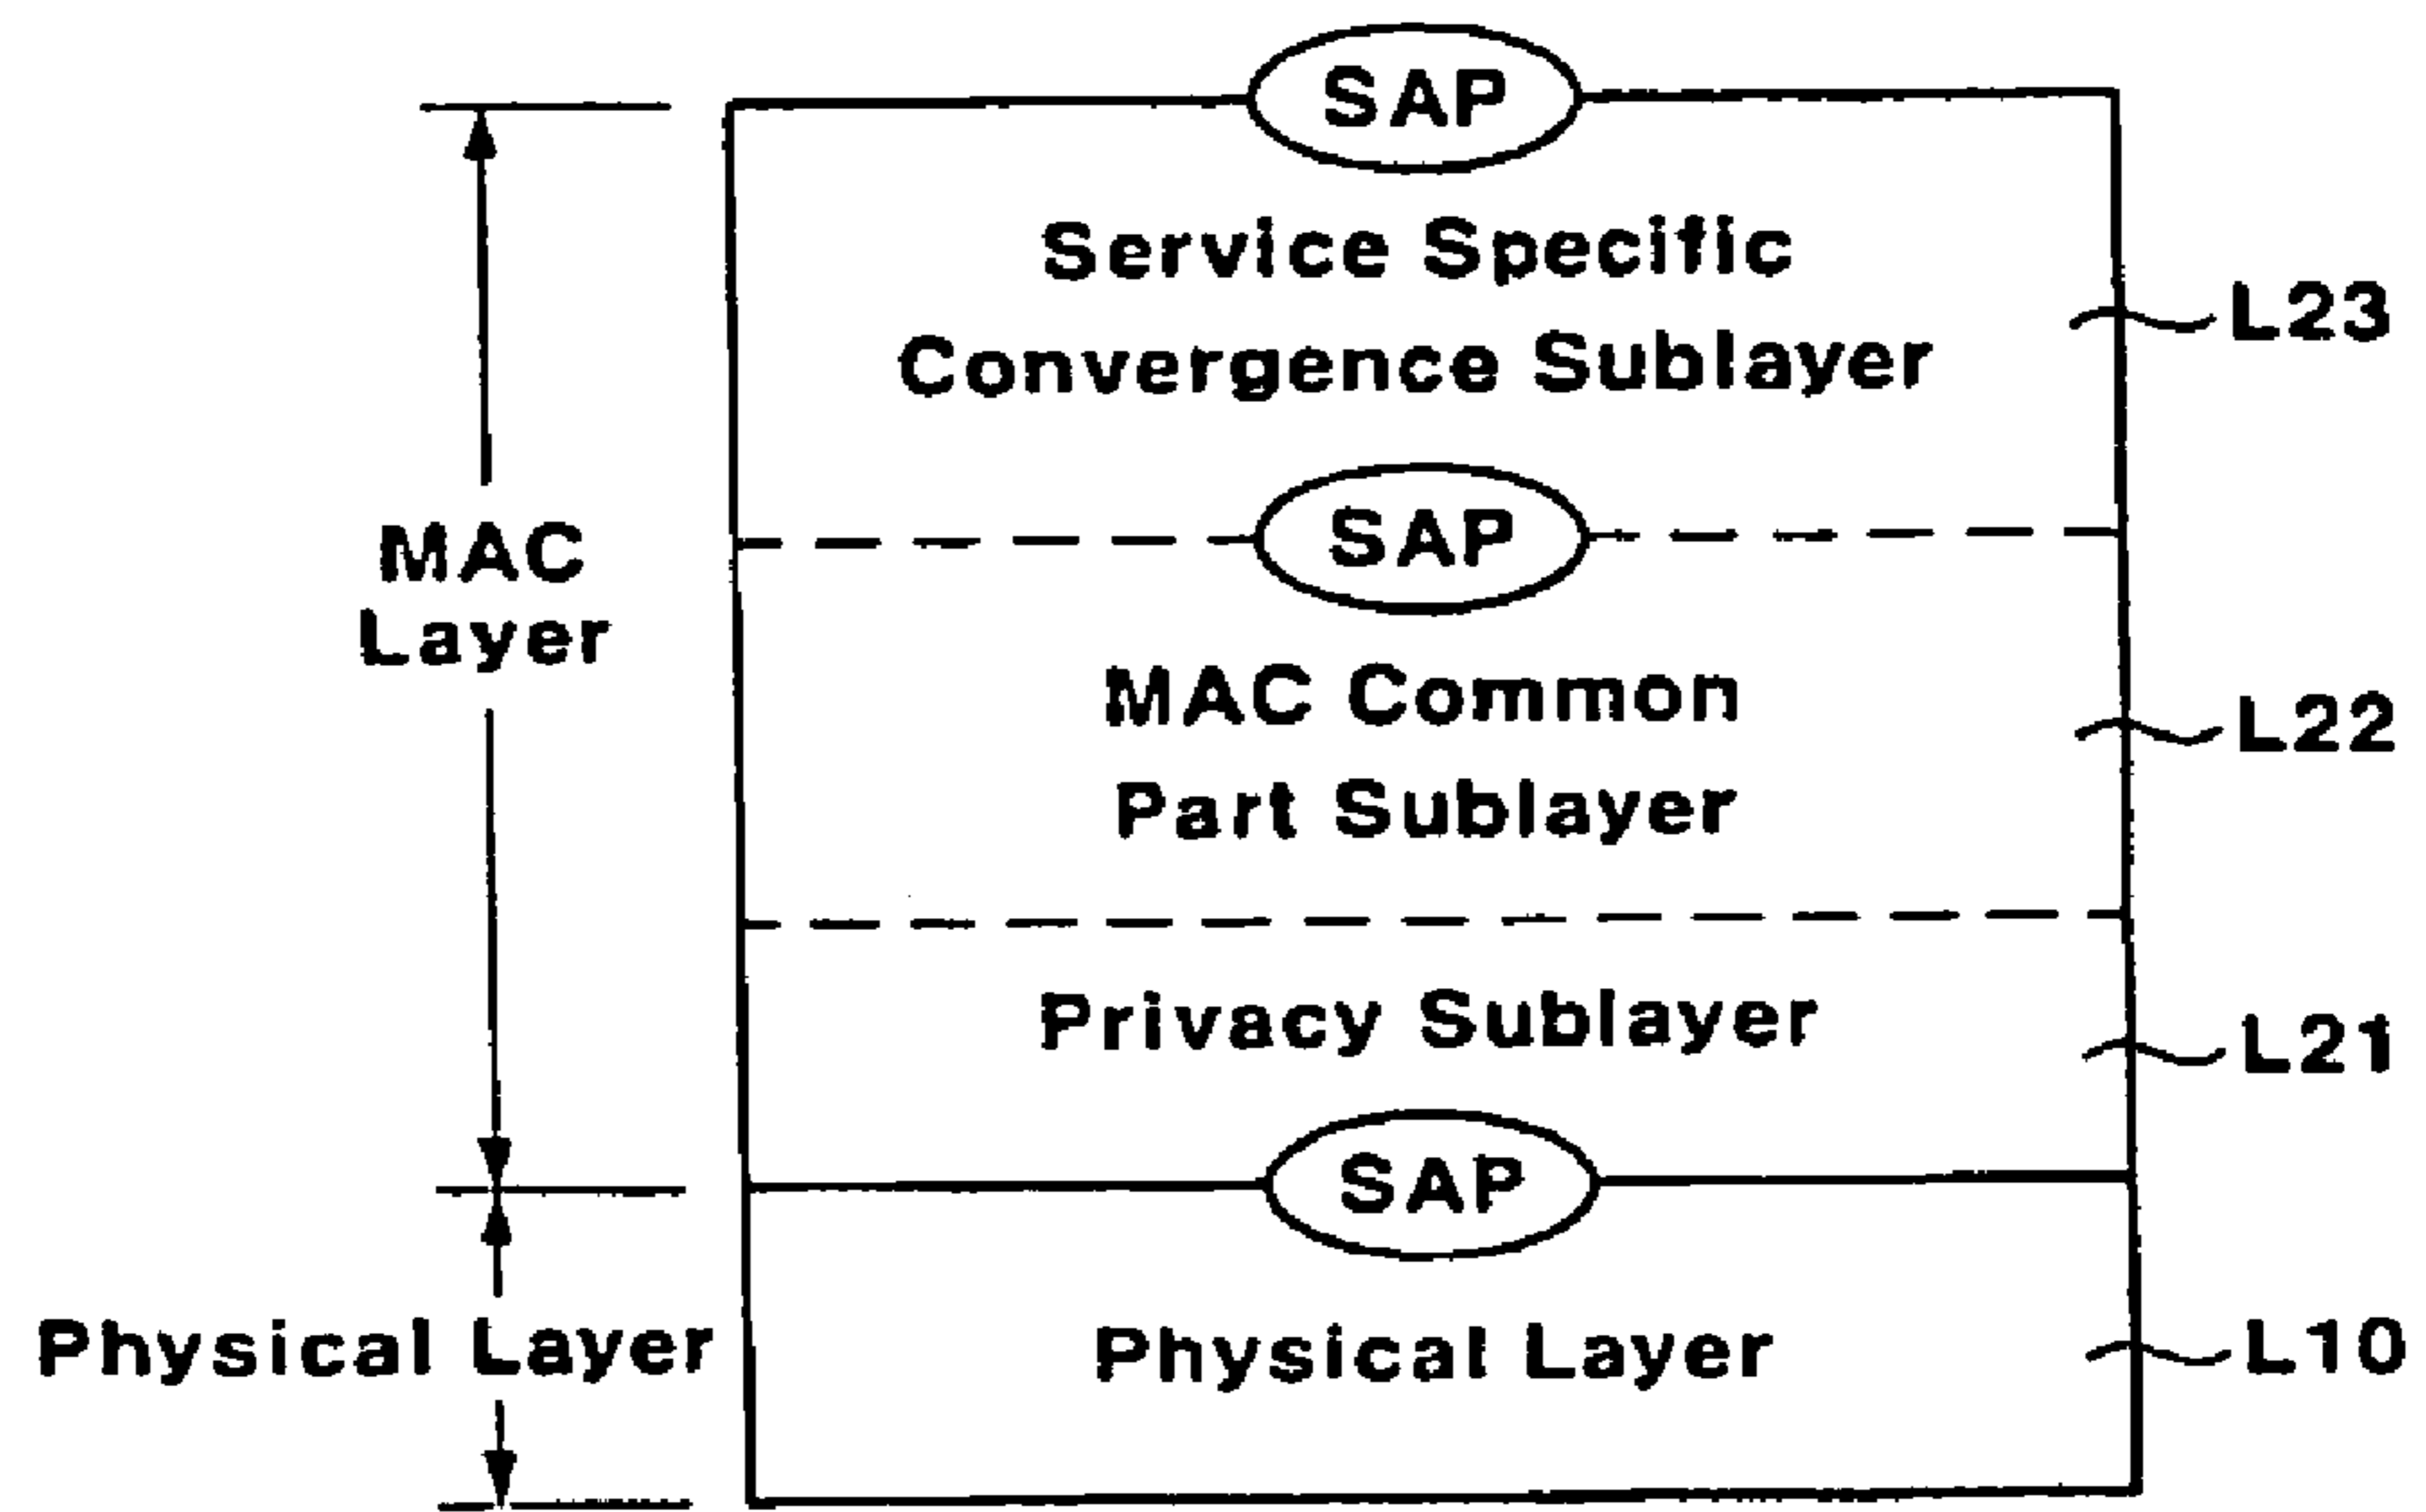 SAP
Service Specific
Convergence Sublayer
L23
SAP
MAC
Layer
MAC Common
Part Sublayer
L22
Privacy Sublayer
L21
SAP
Physical Layer
Physical Layer
L10